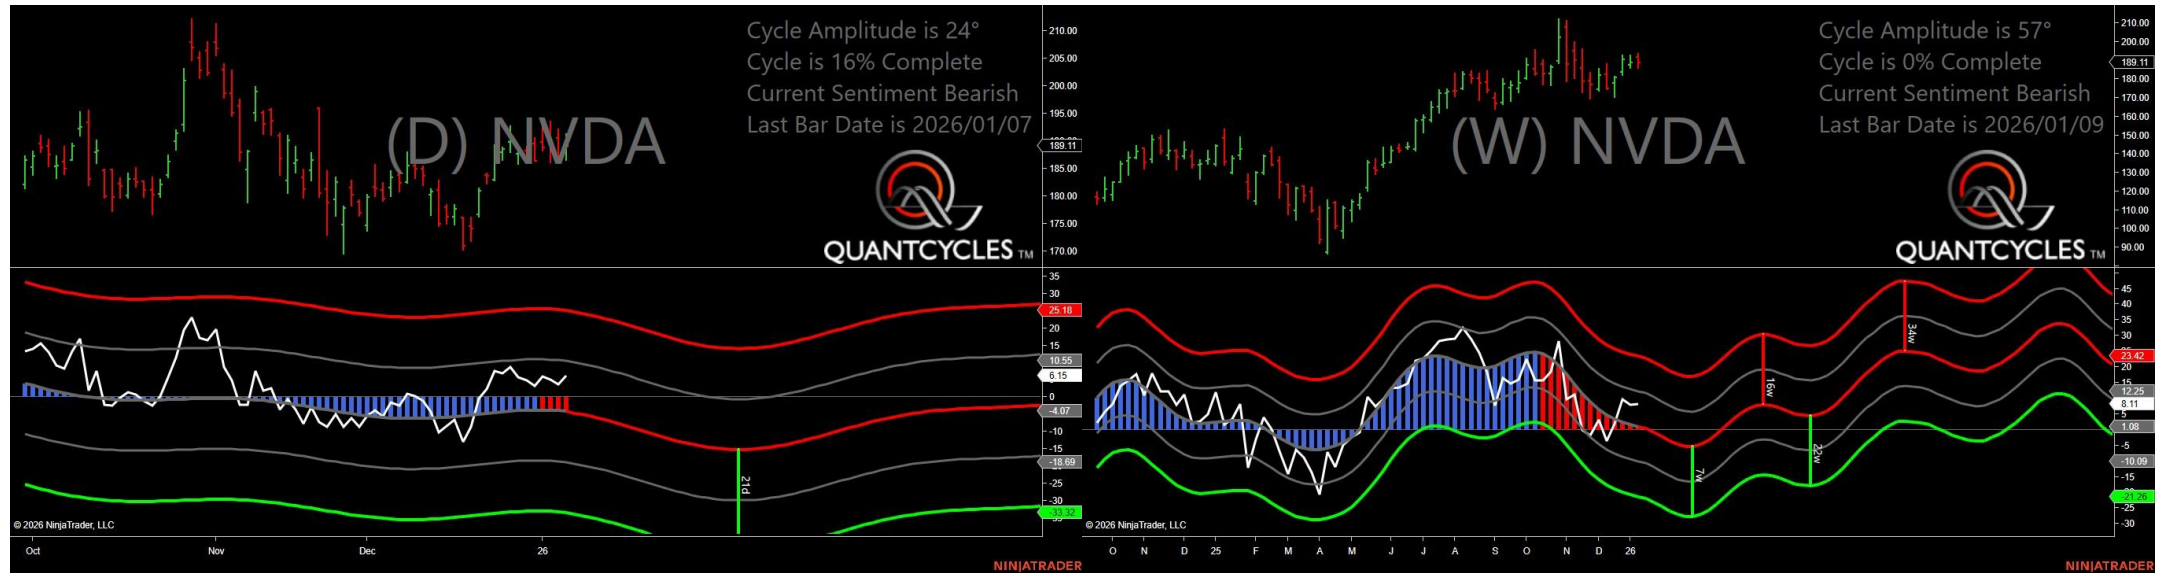 Cycle Amplitude is 24°
Cycle is 16% Complete
Current Sentiment Bearish
Last Bar Date is 2026/01/07
(D) NVDA
QUANTCYCLES TM
210.00
205.00
200.00
195.00
189.11
185.00
180.00
175.00
170.00
35
30
25.18
20
15
10.55
6.15
0
-4.07
-10
-15
-18.69
-25
-30
-33.32
21d
© 2026 NinjaTrader, LLC
Oct
Nov
Dec
26
NINJATRADER
Cycle Amplitude is 57°
Cycle is 0% Complete
Current Sentiment Bearish
Last Bar Date is 2026/01/09
(W) NVDA
QUANTCYCLES TM
210.00
200.00
189.11
180.00
170.00
160.00
150.00
140.00
130.00
120.00
110.00
100.00
90.00
45
40
35
30
23.42
20
15
12.25
8.11
5
1.08
-5
-10.09
-15
-21.26
-25
-30
7w
16w
22w
34w
© 2026 NinjaTrader, LLC
O N D 25 F M A M J J A S O N D 26
NINJATRADER